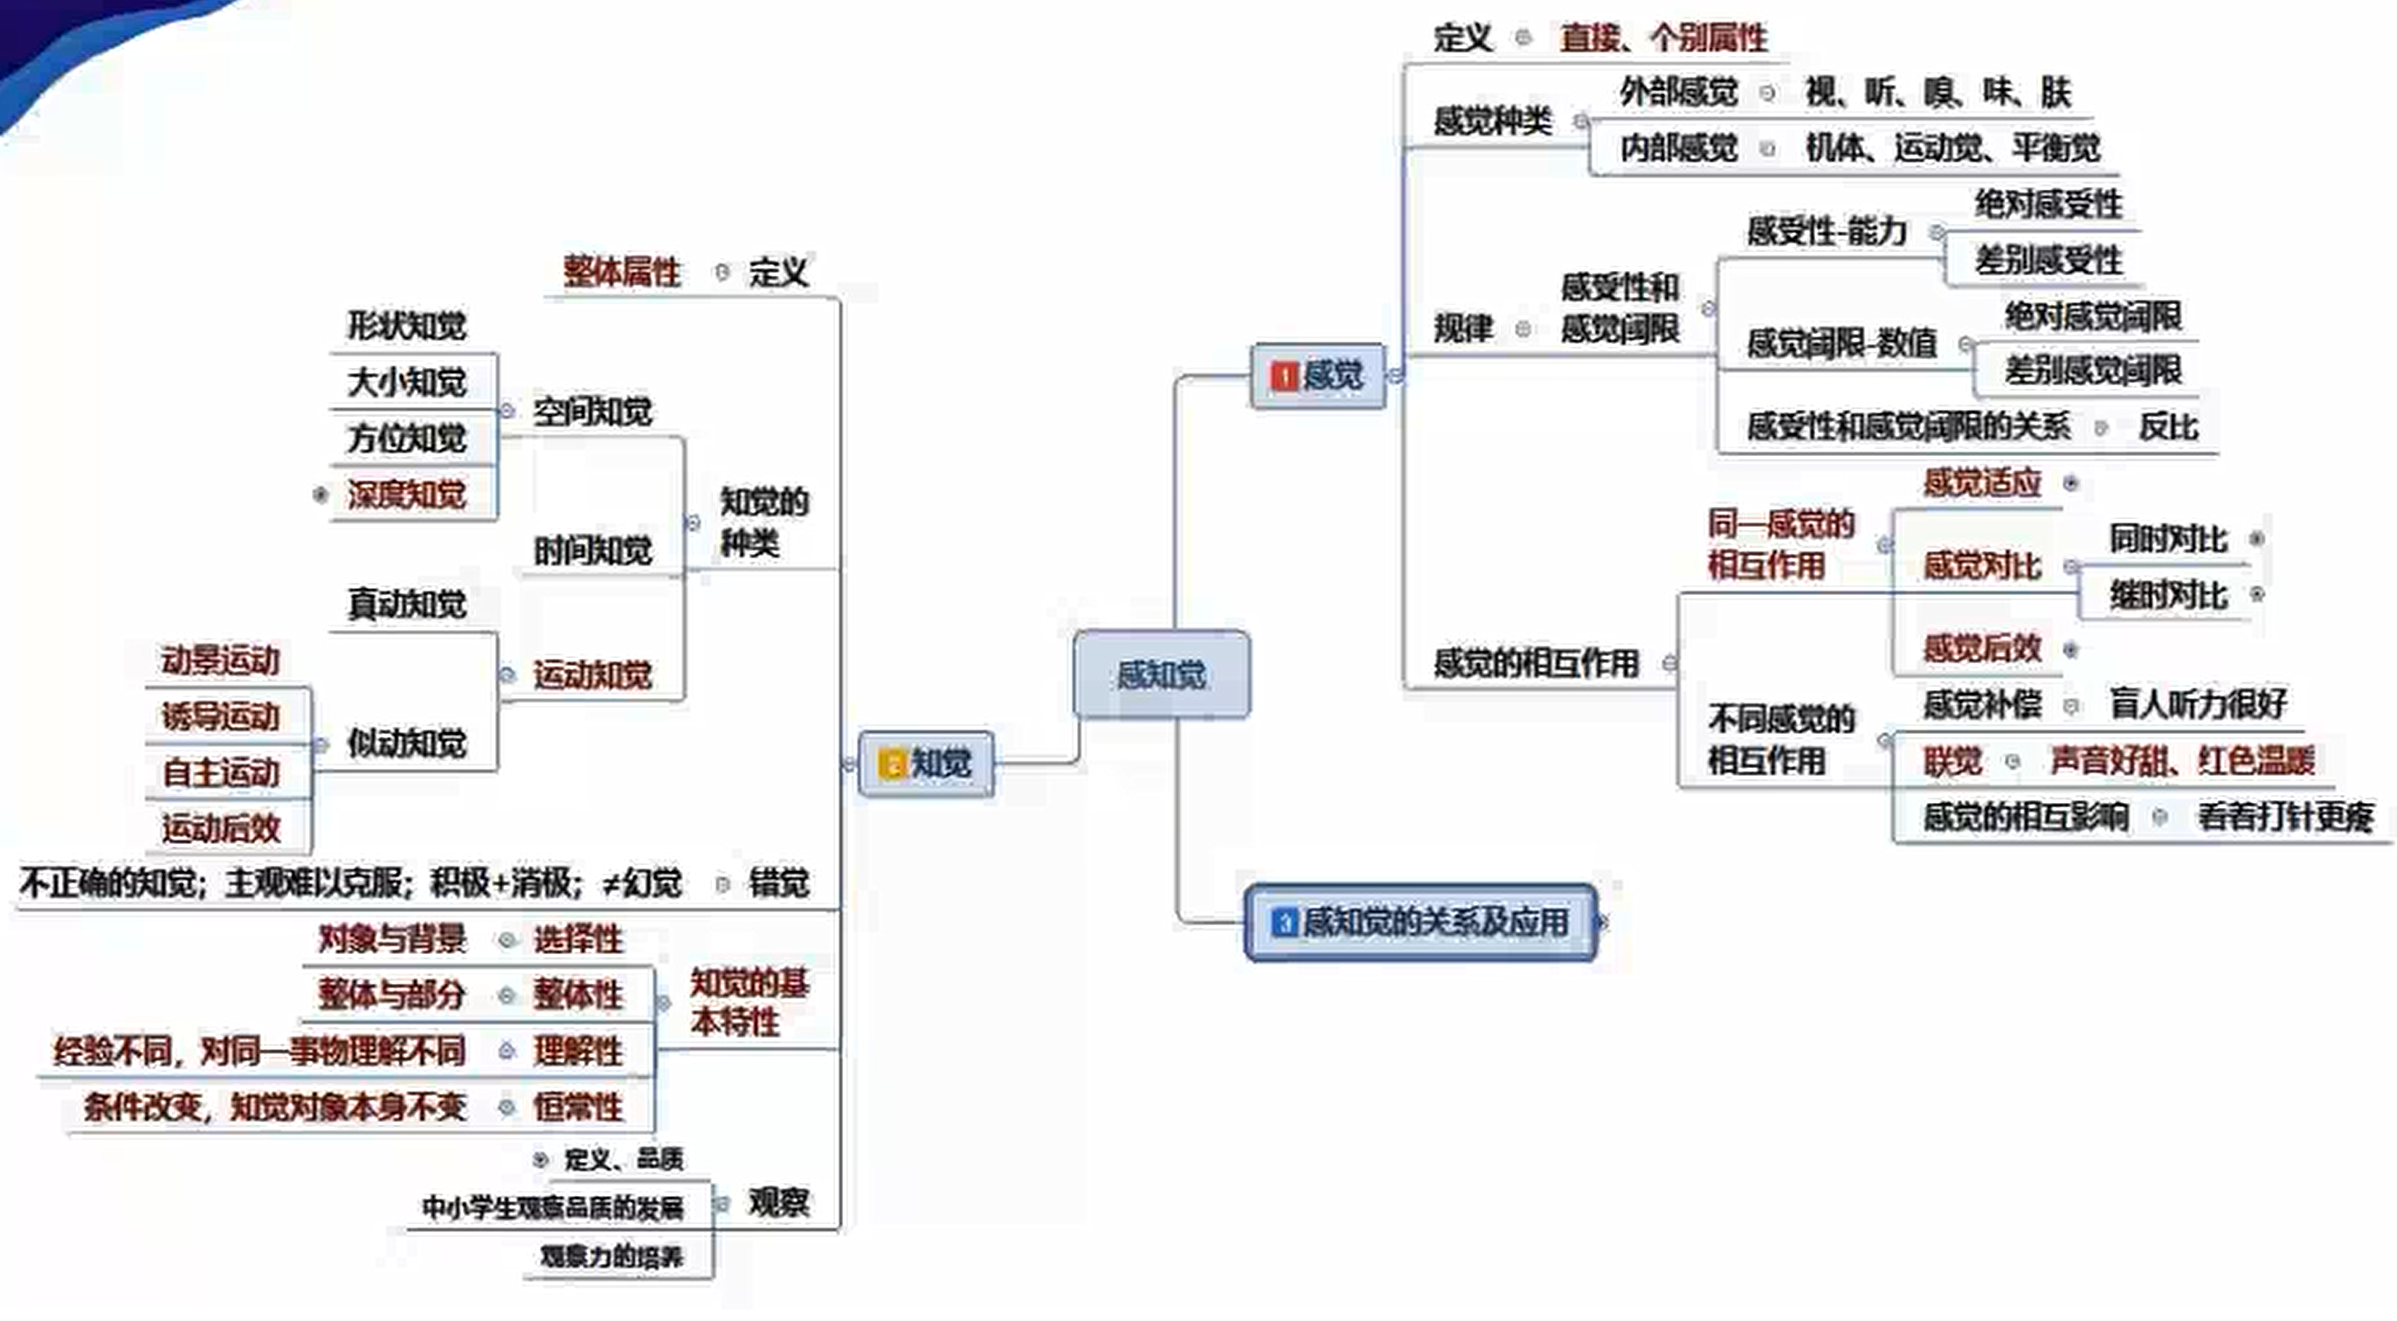 感知觉
1 感觉
定义
直接、个别属性
感觉种类
外部感觉
视、听、嗅、味、肤
内部感觉
机体、运动觉、平衡觉
规律
感受性和
感觉阈限
感受性-能力
绝对感受性
差别感受性
感觉阈限-数值
绝对感觉阈限
差别感觉阈限
感受性和感觉阈限的关系
反比
感觉的相互作用
同一感觉的
相互作用
感觉适应
感觉对比
同时对比
继时对比
感觉后效
不同感觉的
相互作用
感觉补偿
盲人听力很好
联觉
声音好甜、红色温暖
感觉的相互影响
看着打针更疼
2 知觉
定义
整体属性
知觉的
种类
空间知觉
形状知觉
大小知觉
方位知觉
深度知觉
时间知觉
运动知觉
真动知觉
似动知觉
动景运动
诱导运动
自主运动
运动后效
错觉
不正确的知觉；主观难以克服；积极+消极；≠幻觉
知觉的基
本特性
选择性
对象与背景
整体性
整体与部分
理解性
经验不同，对同一事物理解不同
恒常性
条件改变，知觉对象本身不变
观察
定义、品质
中小学生观察品质的发展
观察力的培养
3 感知觉的关系及应用